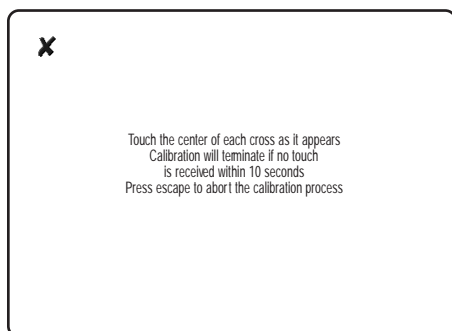 Touch the center of each cross as it appears
Calibration will terminate if no touch
is received within 10 seconds
Press escape to abort the calibration process